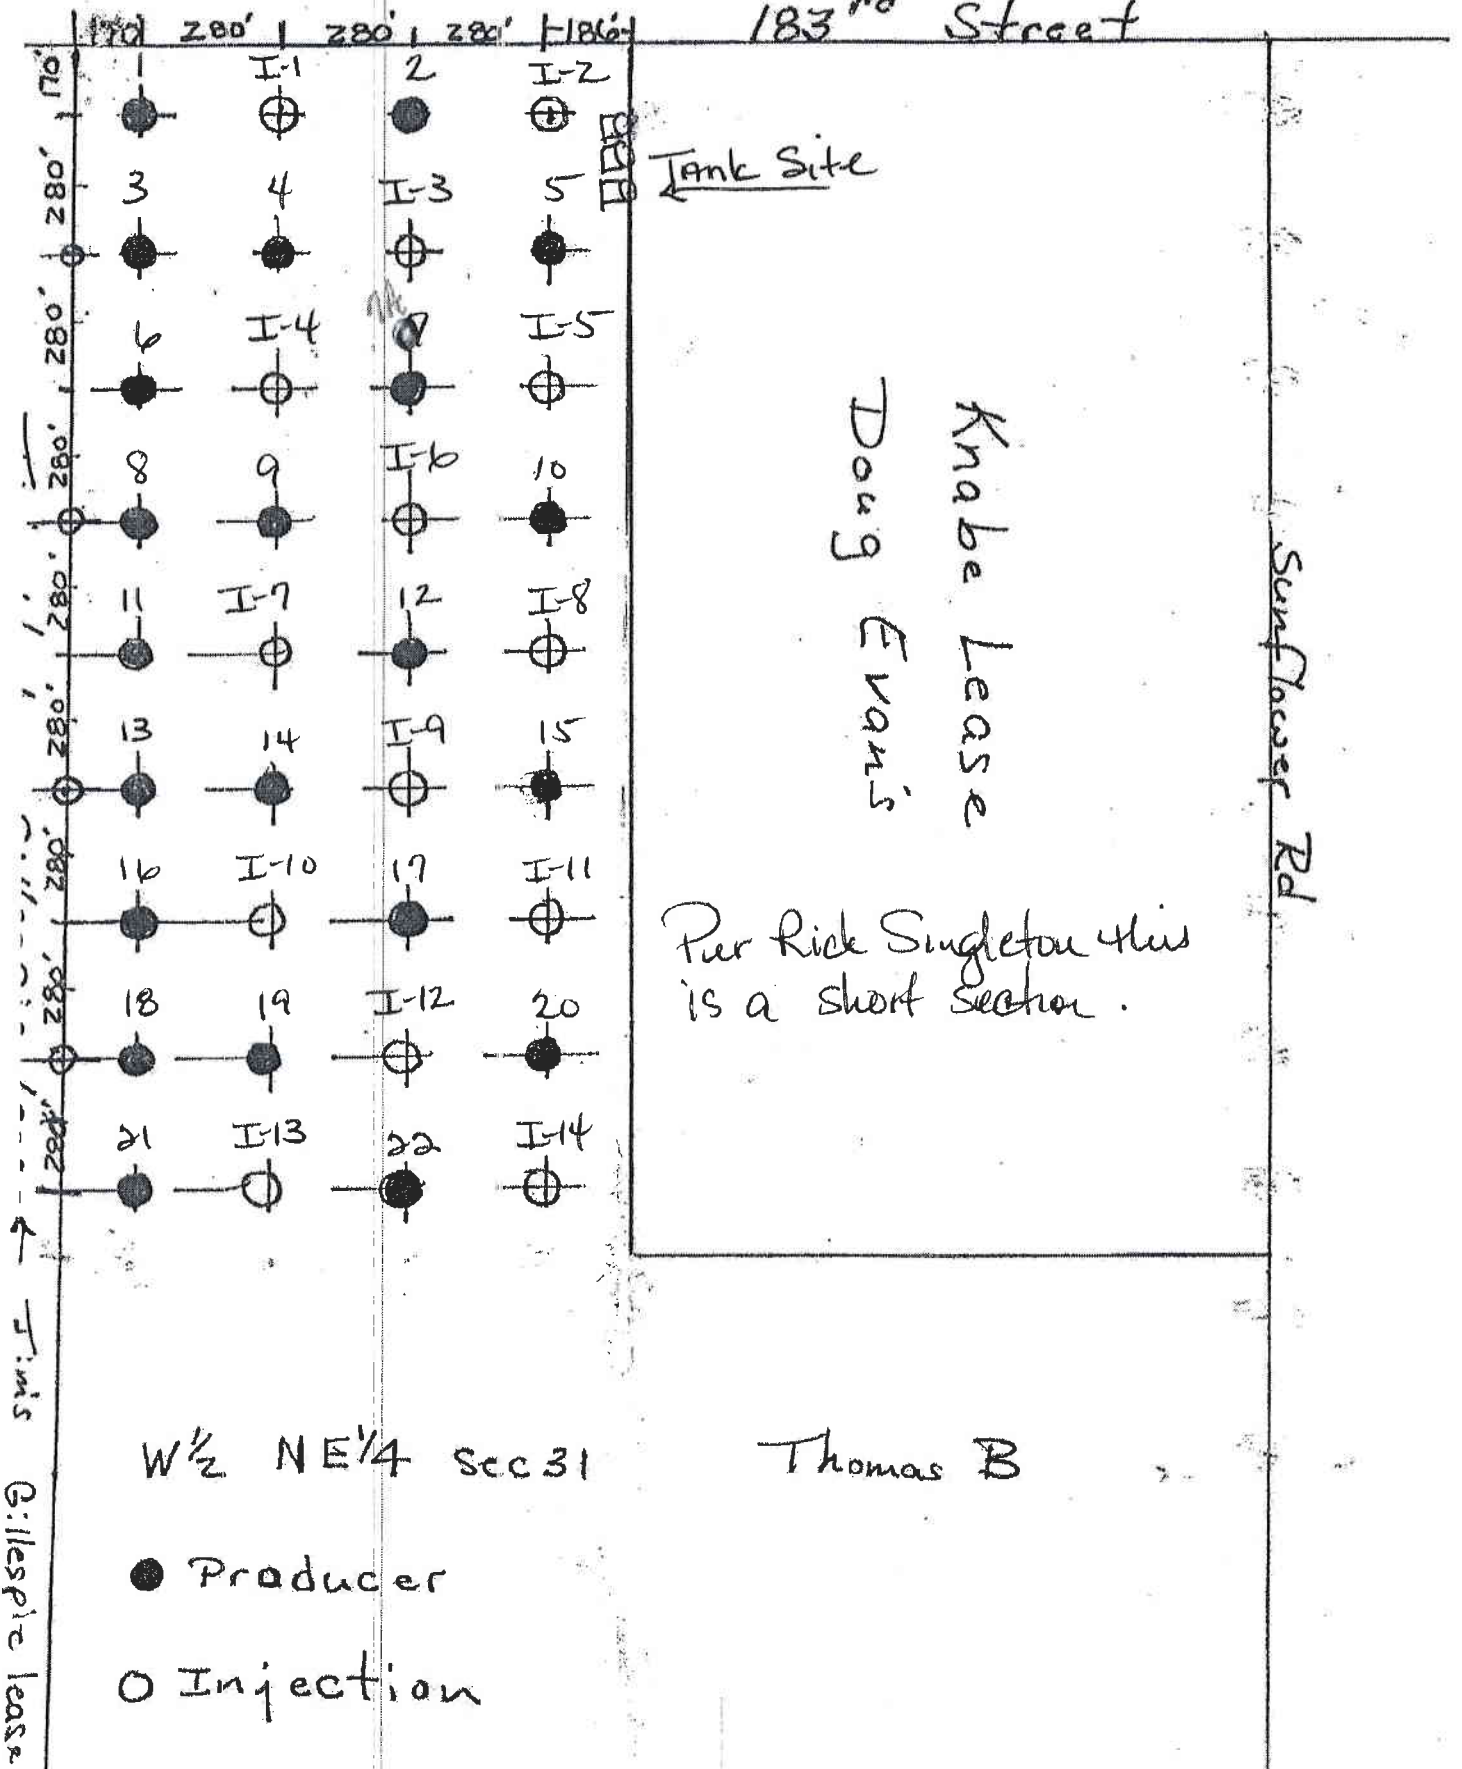 170 280' 280' 280' 186' 183rd Street
170'
1 I-1 2 I-2
Tank Site
280'
3 4 I-3 5
280'
6 I-4 7 I-5
280'
8 9 I-6 10
280'
11 I-7 12 I-8
280'
13 14 I-9 15
280'
16 I-10 17 I-11
280'
18 19 I-12 20
280'
21 I-13 22 I-14
Knabe Lease
Doug Evans
Sunflower Rd
Per Rick Singleton this
is a short section.
Jim's Gillespie lease
W½ NE¼ Sec 31 Thomas B
Producer
Injection